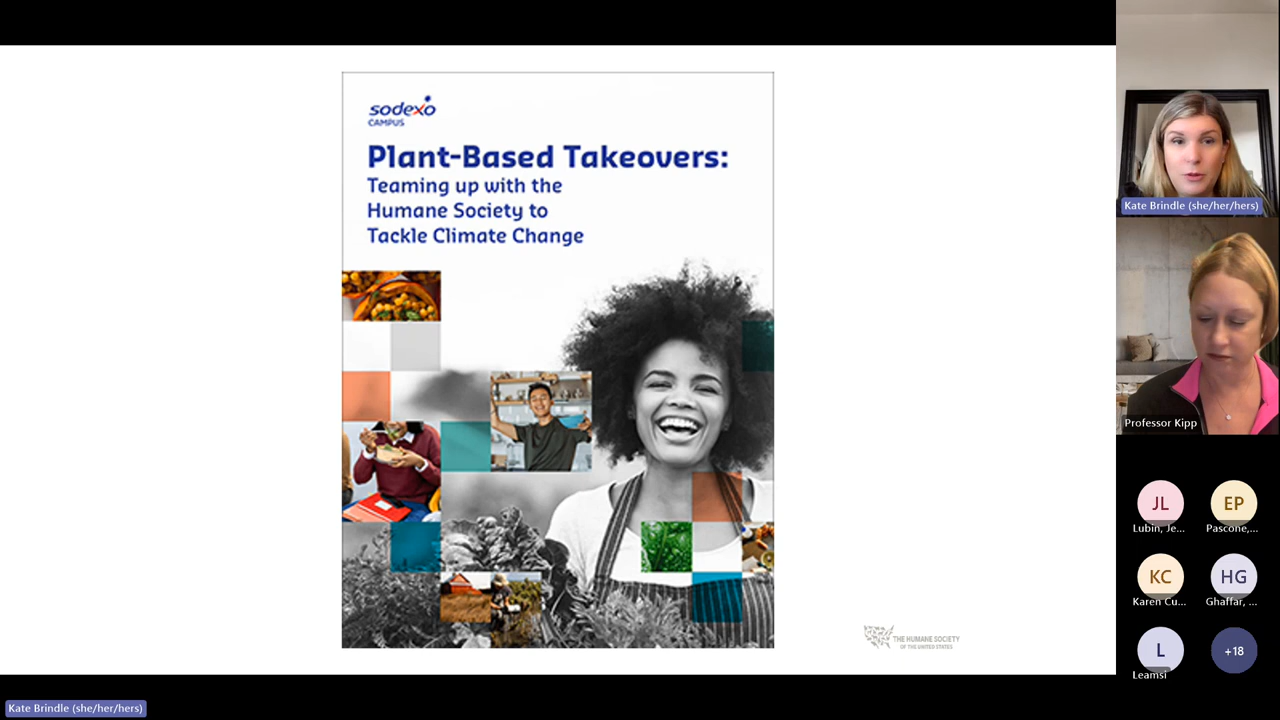 sodexo
CAMPUS
Plant-Based Takeovers:
Teaming up with the
Humane Society to
Tackle Climate Change
THE HUMANE SOCIETY
OF THE UNITED STATES
Kate Brindle (she/her/hers)
Professor Kipp
JL
Lubin, Je...
EP
Pascone,...
KC
Karen Cu...
HG
Ghaffar, ...
L
Leamsi
+18
Kate Brindle (she/her/hers)